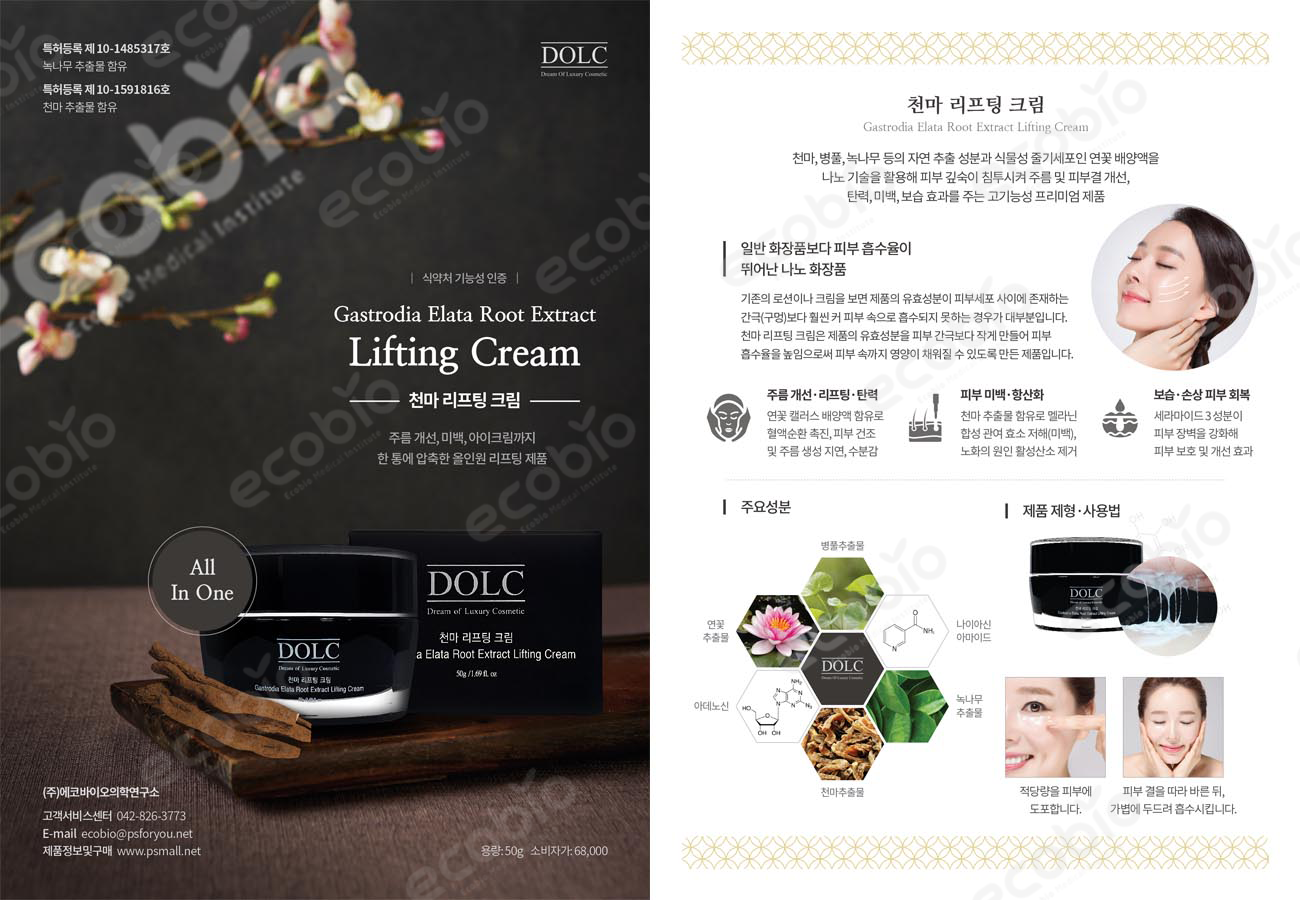 특허등록 제 10-1485317호
녹나무 추출물 함유
특허등록 제 10-1591816호
천마 추출물 함유
DOLC
Dream Of Luxury Cosmetic
| 식약처 기능성 인증 |
Gastrodia Elata Root Extract
Lifting Cream
천마 리프팅 크림
주름 개선, 미백, 아이크림까지
한 통에 압축한 올인원 리프팅 제품
All
In One
DOLC
Dream of Luxury Cosmetic
천마 리프팅 크림
a Elata Root Extract Lifting Cream
50g /1.69 fl. oz
DOLC
Dream of Luxury Cosmetic
천마 리프팅 크림
Gastrodia Elata Root Extract Lifting Cream
(주)에코바이오의학연구소
고객서비스센터 042-826-3773
E-mail ecobio@psforyou.net
제품정보및구매 www.psmall.net
용량: 50g 소비자가: 68,000
천마 리프팅 크림
Gastrodia Elata Root Extract Lifting Cream
천마, 병풀, 녹나무 등의 자연 추출 성분과 식물성 줄기세포인 연꽃 배양액을
나노 기술을 활용해 피부 깊숙이 침투시켜 주름 및 피부결 개선,
탄력, 미백, 보습 효과를 주는 고기능성 프리미엄 제품
일반 화장품보다 피부 흡수율이
뛰어난 나노 화장품
기존의 로션이나 크림을 보면 제품의 유효성분이 피부세포 사이에 존재하는
간극(구멍)보다 훨씬 커 피부 속으로 흡수되지 못하는 경우가 대부분입니다.
천마 리프팅 크림은 제품의 유효성분을 피부 간극보다 작게 만들어 피부
흡수율을 높임으로써 피부 속까지 영양이 채워질 수 있도록 만든 제품입니다.
주름 개선·리프팅·탄력
연꽃 캘러스 배양액 함유로
혈액순환 촉진, 피부 건조
및 주름 생성 지연, 수분감
피부 미백·항산화
천마 추출물 함유로 멜라닌
합성 관여 효소 저해(미백),
노화의 원인 활성산소 제거
보습·손상 피부 회복
세라마이드 3 성분이
피부 장벽을 강화해
피부 보호 및 개선 효과
주요성분
병풀추출물
연꽃
추출물
나이아신
아마이드
O
NH₂
N
DOLC
Dream Of Luxury Cosmetic
아데노신
NH₂
N
N
N
N₂
HO
O
OH
OH
녹나무
추출물
천마추출물
제품 제형·사용법
OH
OH
OH
DOLC
천마 리프팅 크림
Gastrodia Elata Root Extract Lifting Cream
적당량을 피부에
도포합니다.
피부 결을 따라 바른 뒤,
가볍에 두드려 흡수시킵니다.
ecobio
Ecobio Medical Institute